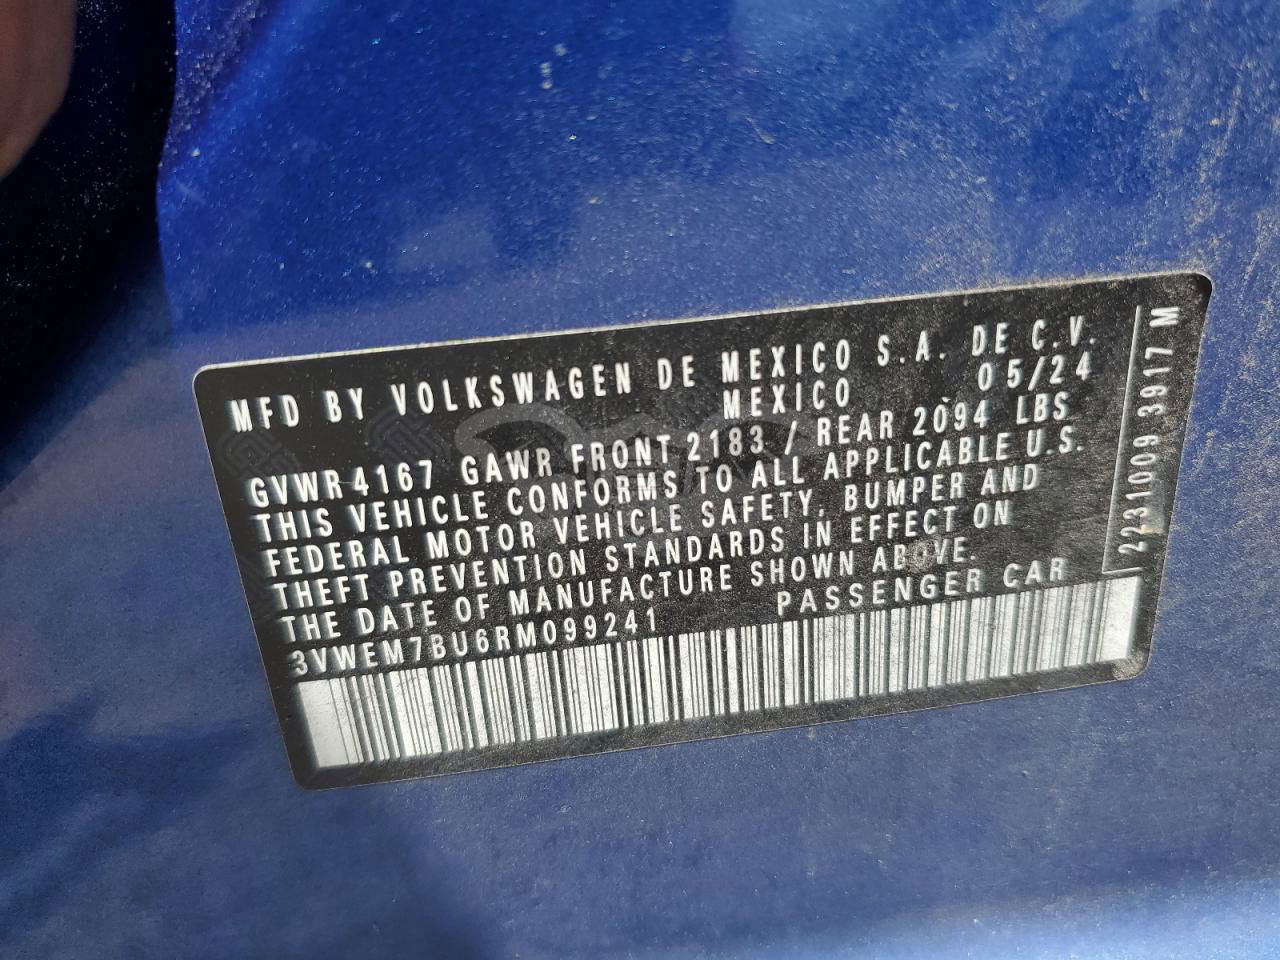 MFD BY VOLKSWAGEN DE MEXICO S.A. DE C.V.
MEXICO 05/24
GVWR 4167 GAWR FRONT 2183 / REAR 2094 LBS
THIS VEHICLE CONFORMS TO ALL APPLICABLE U.S.
FEDERAL MOTOR VEHICLE SAFETY, BUMPER AND
THEFT PREVENTION STANDARDS IN EFFECT ON
THE DATE OF MANUFACTURE SHOWN ABOVE.
3VWEM7BU6RM099241 PASSENGER CAR
2231009 3917 M